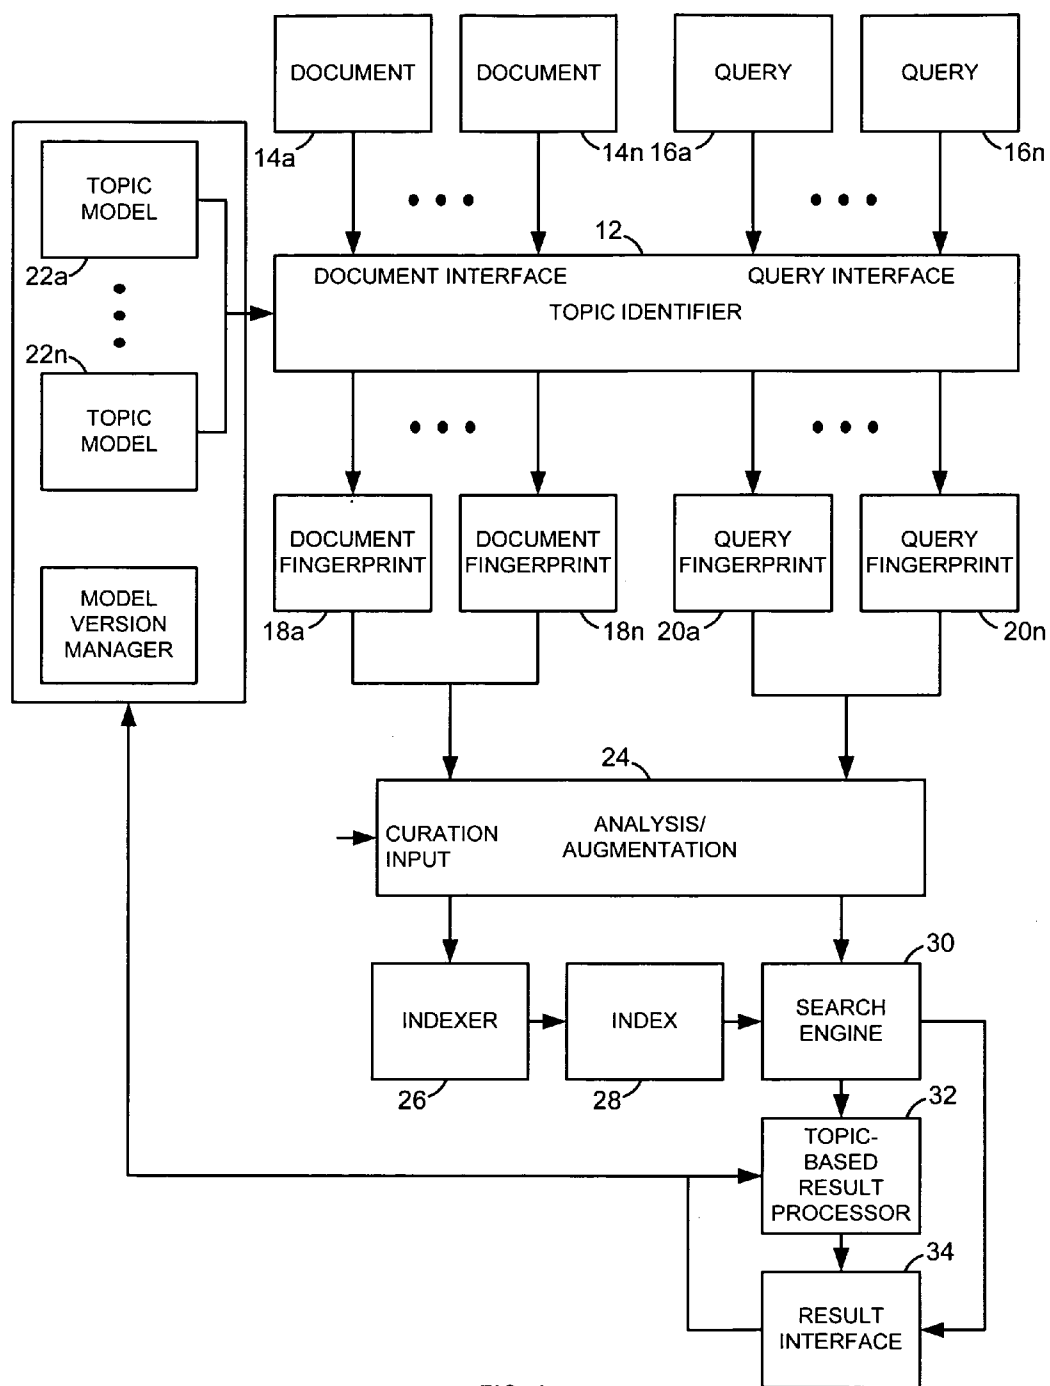 DOCUMENT
DOCUMENT
QUERY
QUERY
14a
14n
16a
16n
TOPIC
MODEL
22a
12
DOCUMENT INTERFACE
QUERY INTERFACE
TOPIC IDENTIFIER
22n
TOPIC
MODEL
DOCUMENT
FINGERPRINT
DOCUMENT
FINGERPRINT
QUERY
FINGERPRINT
QUERY
FINGERPRINT
MODEL
VERSION
MANAGER
18a
18n
20a
20n
24
CURATION
INPUT
ANALYSIS/
AUGMENTATION
30
INDEXER
INDEX
SEARCH
ENGINE
26
28
32
TOPIC-
BASED
RESULT
PROCESSOR
34
RESULT
INTERFACE